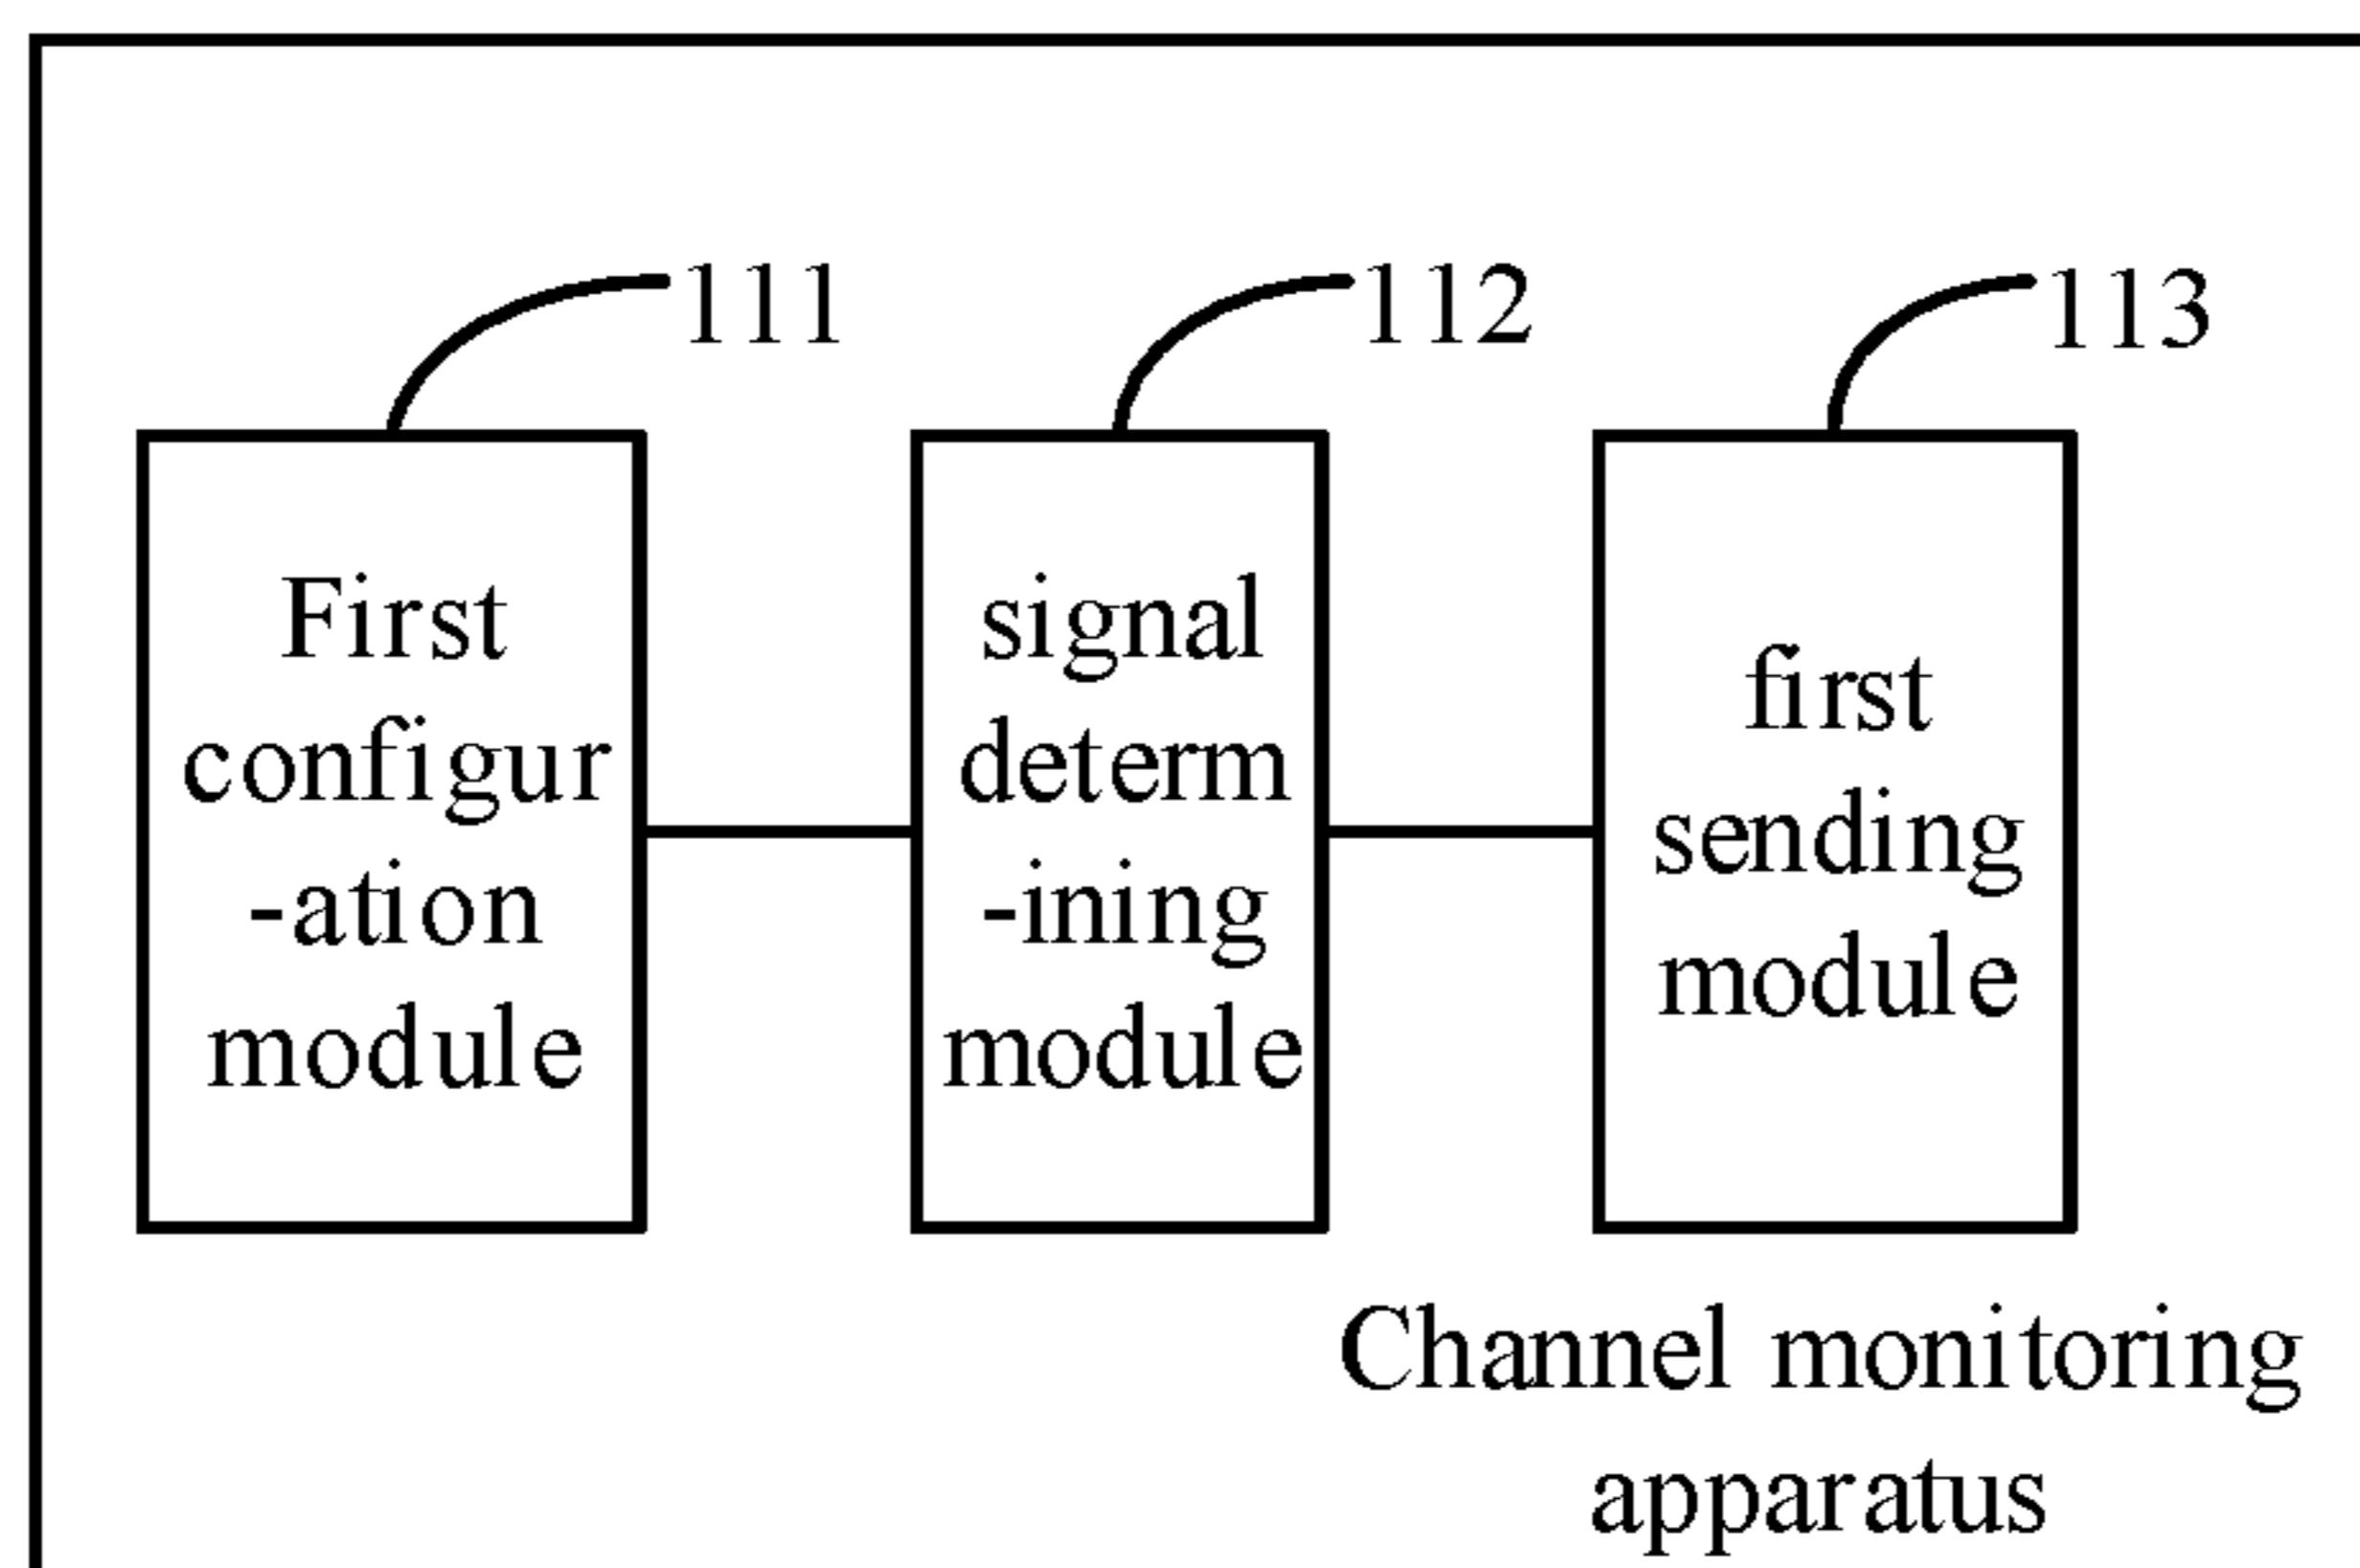 111
112
113
First
configur
-ation
module
signal
determ
-ining
module
first
sending
module
Channel monitoring
apparatus